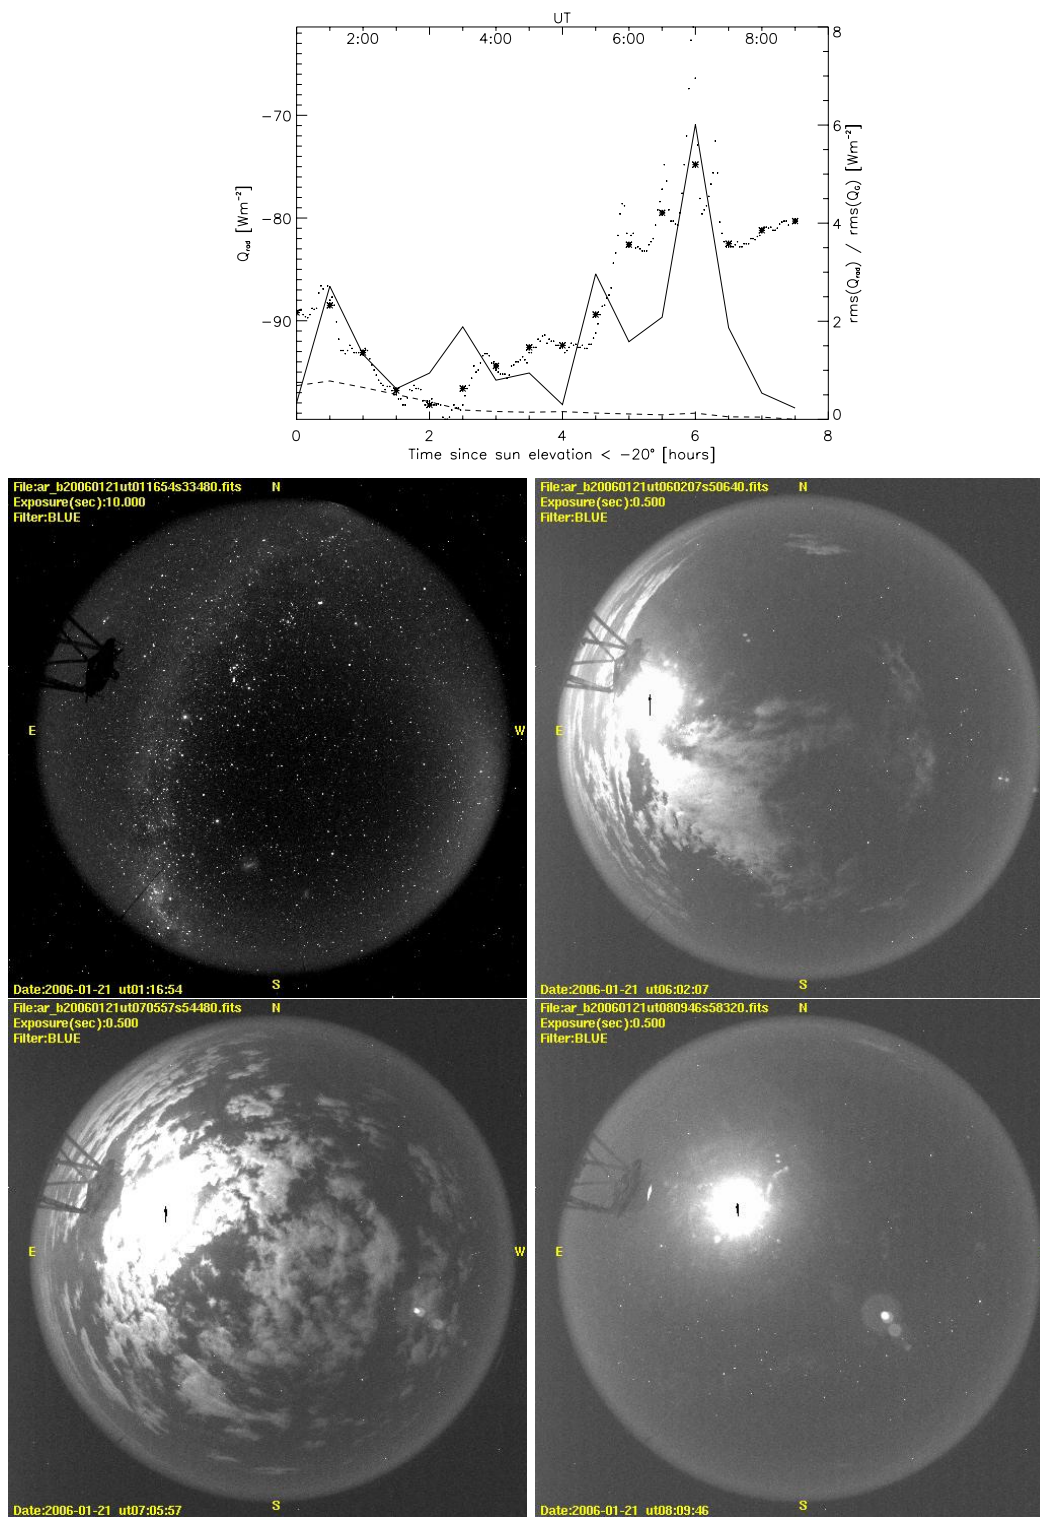 UT
2:00 4:00 6:00 8:00
8
−70
6
−80
4
−90
2
0
Q_rad [Wm⁻²]
rms(Q_rad) / rms(Q_G) [Wm⁻²]
0 2 4 6 8
Time since sun elevation < −20° [hours]
File:ar_b20060121ut011654s33480.fits N
Exposure(sec):10.000
Filter:BLUE
E
W
S
Date:2006-01-21 ut01:16:54
File:ar_b20060121ut060207s50640.fits N
Exposure(sec):0.500
Filter:BLUE
E
S
Date:2006-01-21 ut06:02:07
File:ar_b20060121ut070557s54480.fits N
Exposure(sec):0.500
Filter:BLUE
E
W
S
Date:2006-01-21 ut07:05:57
File:ar_b20060121ut080946s58320.fits N
Exposure(sec):0.500
Filter:BLUE
E
S
Date:2006-01-21 ut08:09:46